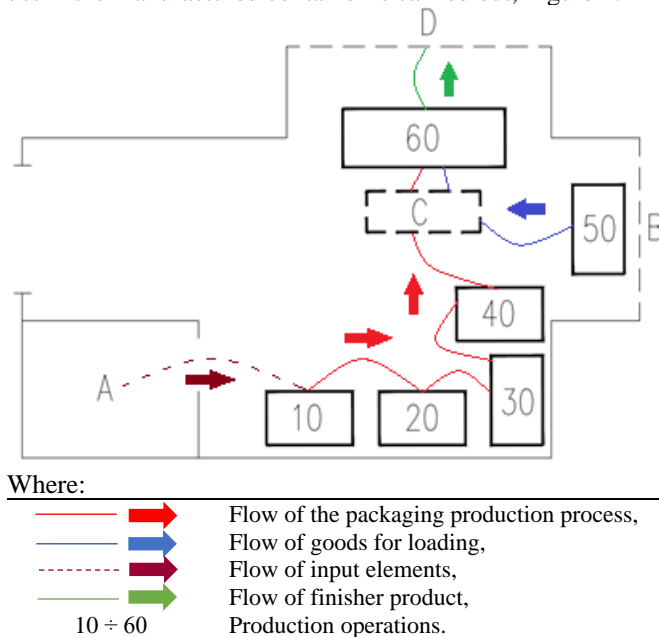 D
60
C
50
B
40
A
10
20
30
Where:
Flow of the packaging production process,
Flow of goods for loading,
Flow of input elements,
Flow of finisher product,
10 ÷ 60 Production operations.